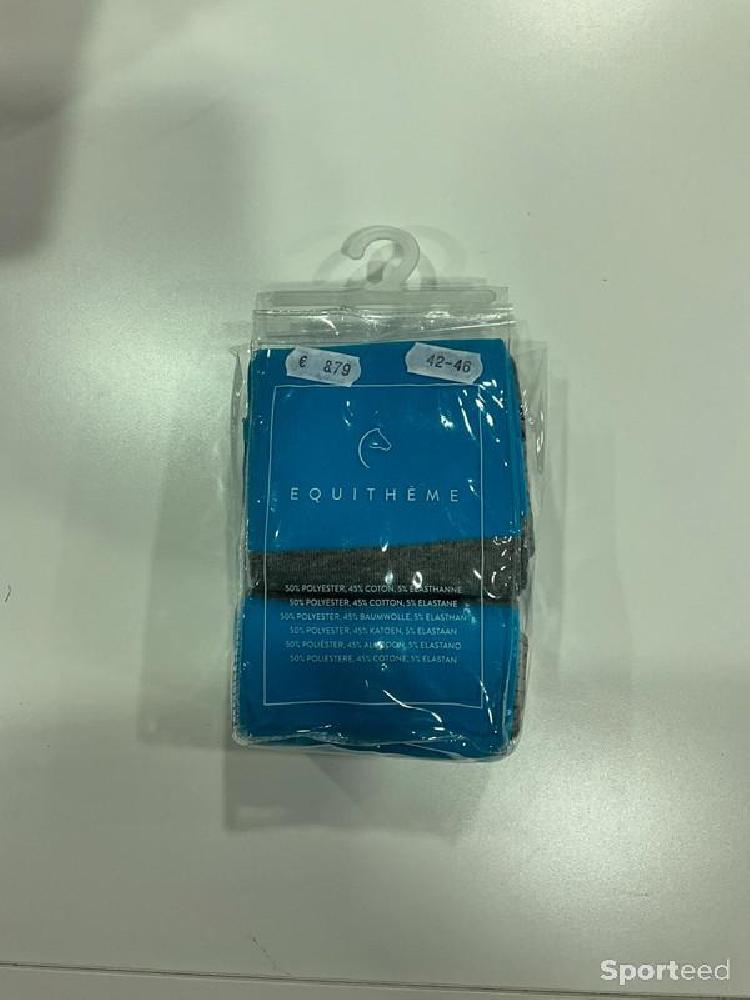 € 8.79
42-46
EQUITHÈME
50% POLYESTER, 45% COTON, 5% ELASTHANNE
50% POLYESTER, 45% COTTON, 5% ELASTANE
50% POLYESTER, 45% BAUMWOLLE, 5% ELASTHAN
50% POLYESTER, 45% KATOEN, 5% ELASTAAN
50% POLIÉSTER, 45% ALGODON, 5% ELASTANO
50% POLIESTERE, 45% COTONE, 5% ELASTAN
Sporteed